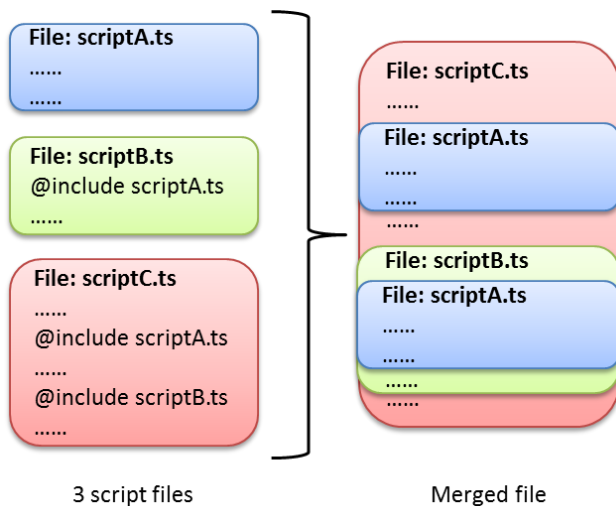 File: scriptA.ts
......
......
File: scriptB.ts
@include scriptA.ts
......
File: scriptC.ts
......
@include scriptA.ts
......
@include scriptB.ts
......
3 script files
File: scriptC.ts
......
File: scriptA.ts
......
......
......
File: scriptB.ts
File: scriptA.ts
......
......
......
......
Merged file